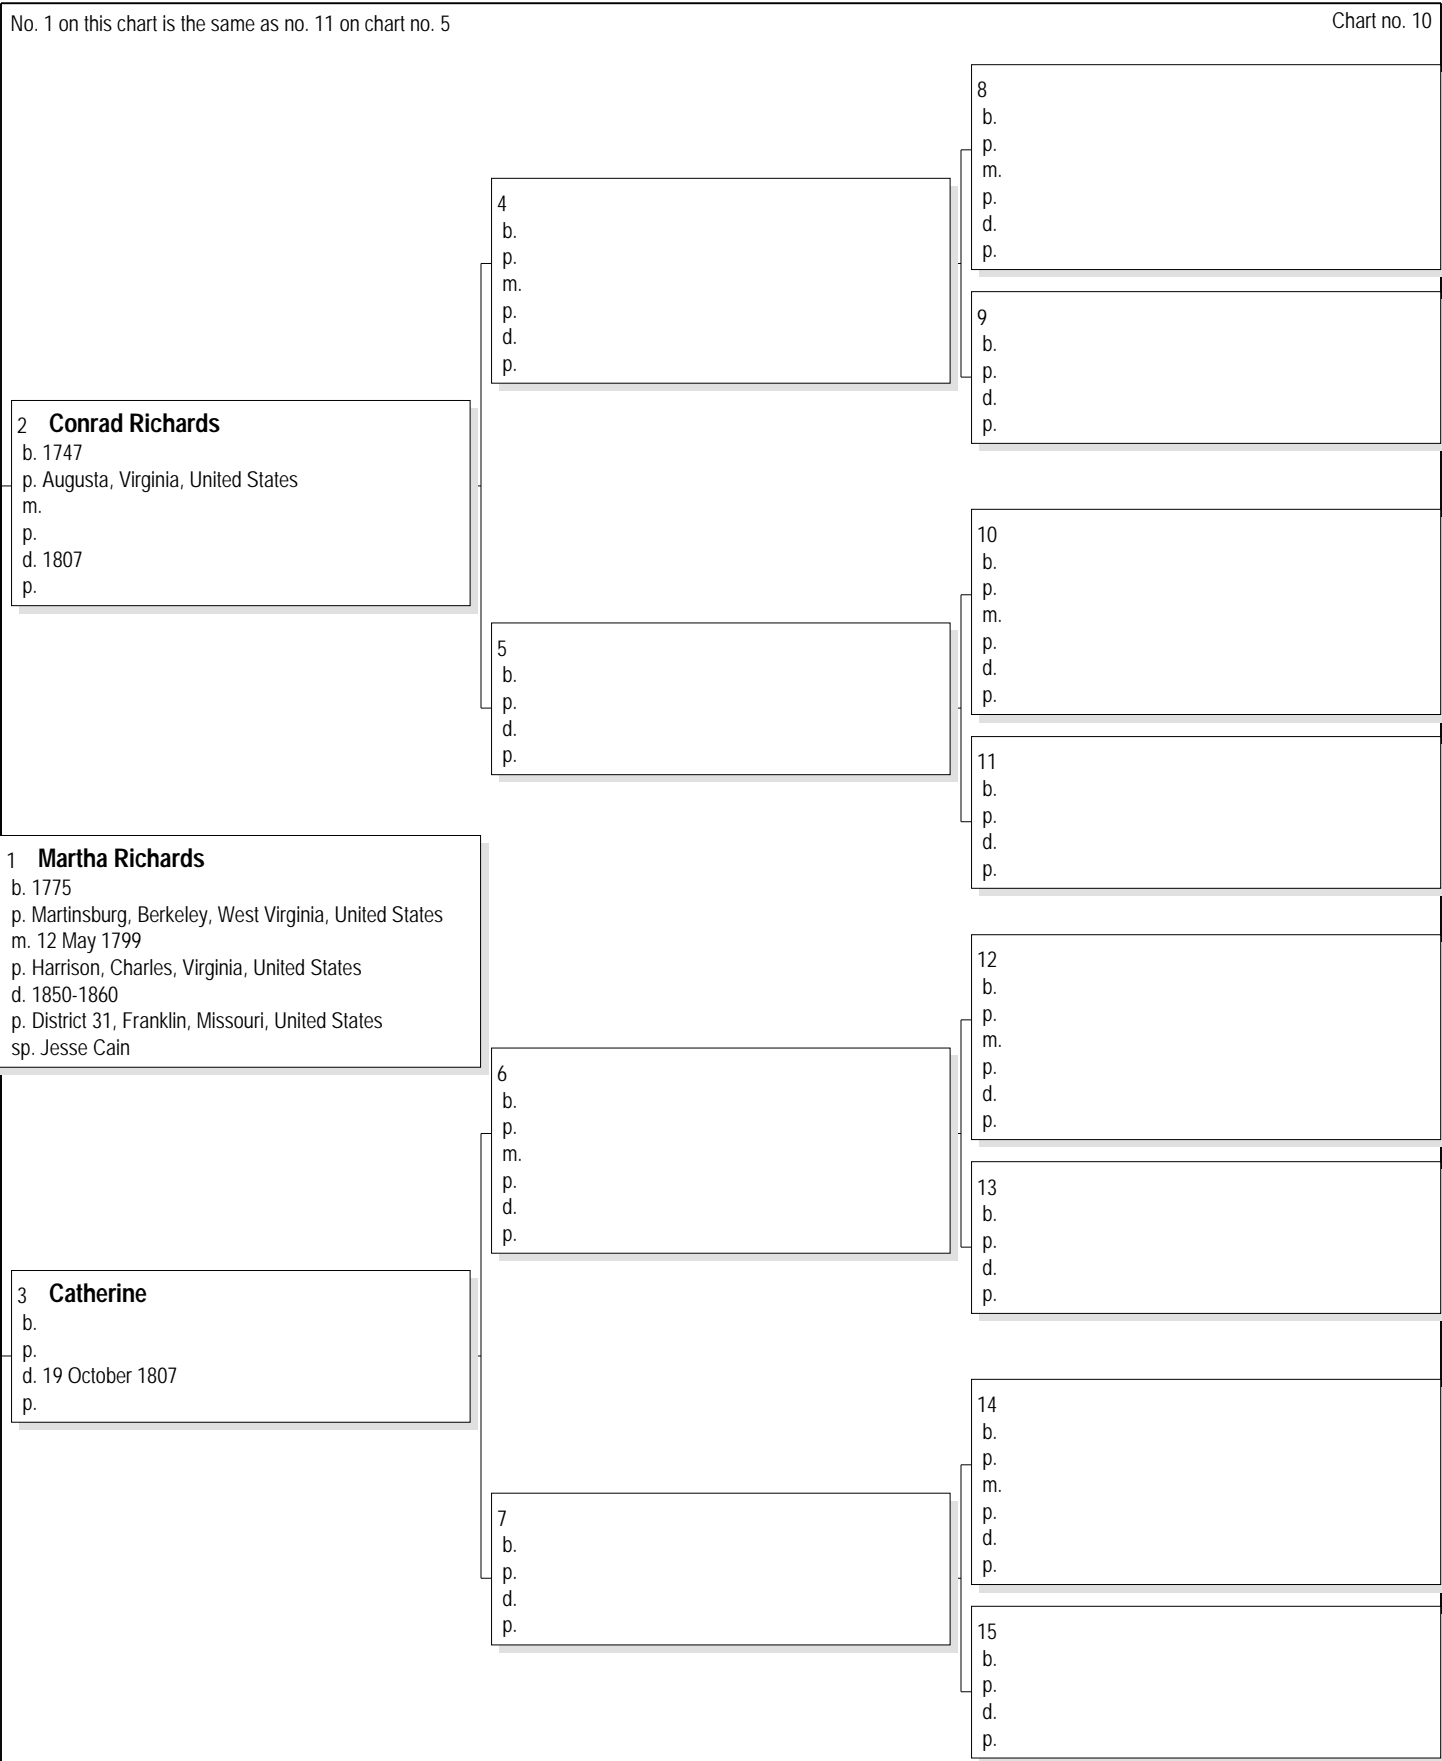 No. 1 on this chart is the same as no. 11 on chart no. 5
Chart no. 10
8
b.
p.
m.
p.
d.
p.
4
b.
p.
m.
p.
d.
p.
9
b.
p.
d.
p.
2 Conrad Richards
b. 1747
p. Augusta, Virginia, United States
m.
p.
d. 1807
p.
10
b.
p.
m.
p.
d.
p.
5
b.
p.
d.
p.
11
b.
p.
d.
p.
1 Martha Richards
b. 1775
p. Martinsburg, Berkeley, West Virginia, United States
m. 12 May 1799
p. Harrison, Charles, Virginia, United States
d. 1850-1860
p. District 31, Franklin, Missouri, United States
sp. Jesse Cain
12
b.
p.
m.
p.
d.
p.
6
b.
p.
m.
p.
d.
p.
13
b.
p.
d.
p.
3 Catherine
b.
p.
d. 19 October 1807
p.
14
b.
p.
m.
p.
d.
p.
7
b.
p.
d.
p.
15
b.
p.
d.
p.